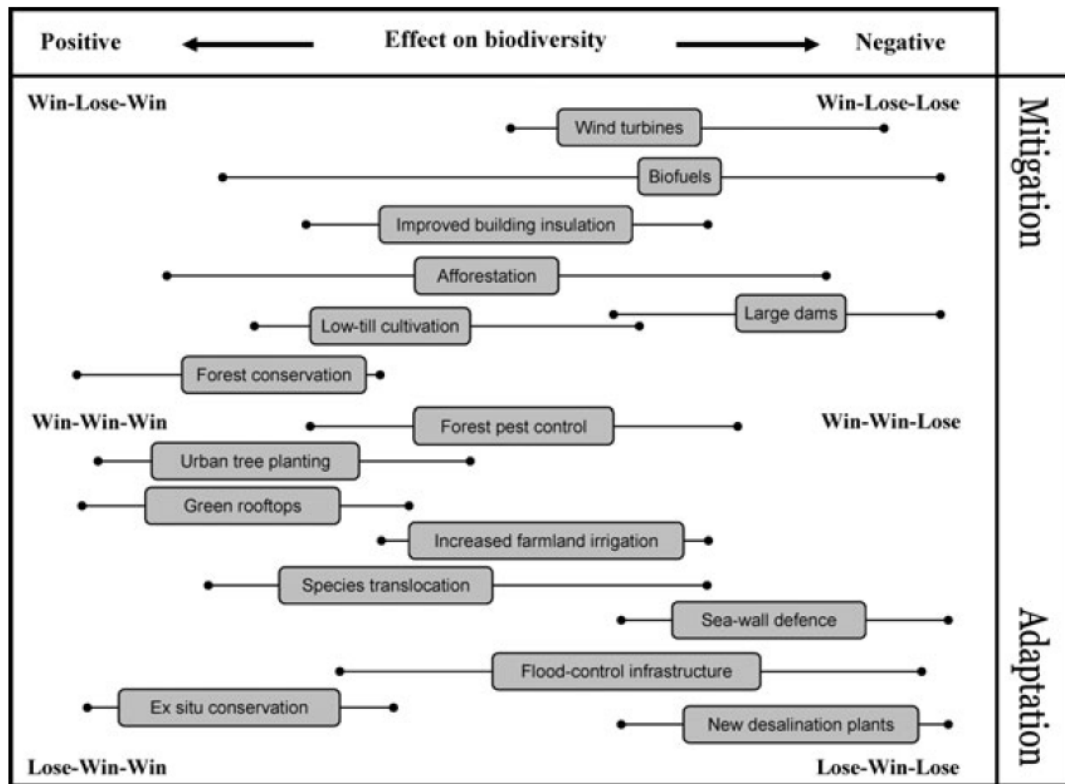 Positive Effect on biodiversity Negative
Win-Lose-Win Win-Lose-Lose
Wind turbines
Biofuels
Improved building insulation
Afforestation
Large dams
Low-till cultivation
Forest conservation
Win-Win-Win Win-Win-Lose
Forest pest control
Urban tree planting
Green rooftops
Increased farmland irrigation
Species translocation
Sea-wall defence
Flood-control infrastructure
Ex situ conservation
New desalination plants
Lose-Win-Win Lose-Win-Lose
Mitigation
Adaptation